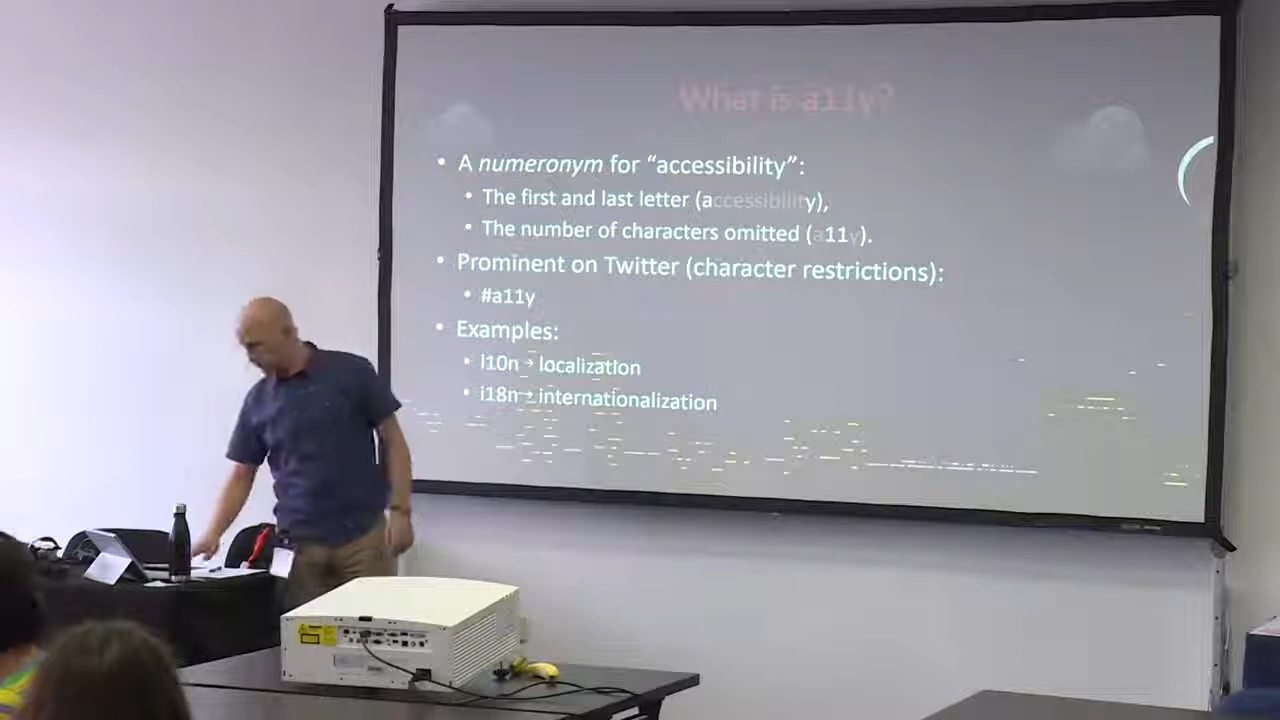 What is a11y?
• A numeronym for “accessibility”:
• The first and last letter (accessibility),
• The number of characters omitted (a11y).
• Prominent on Twitter (character restrictions):
• #a11y
• Examples:
• l10n → localization
• i18n → internationalization